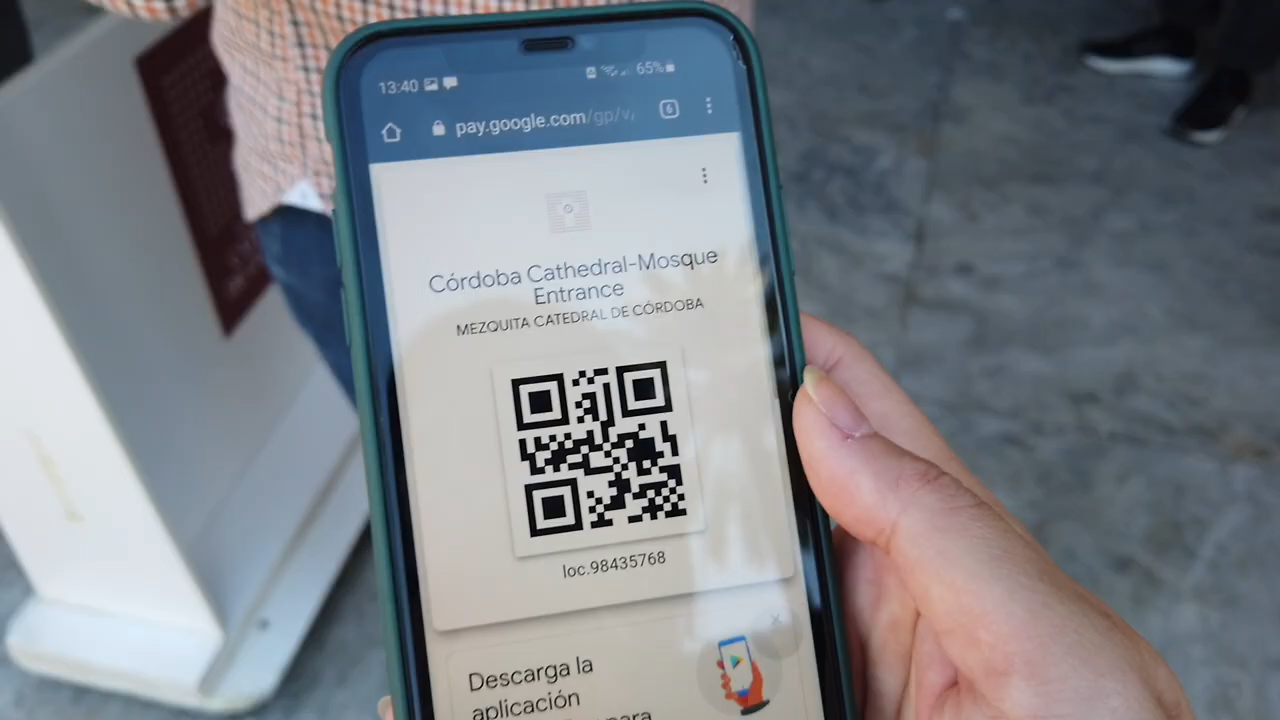 13:40
65%
pay.google.com/gp/v/
6
Córdoba Cathedral-Mosque
Entrance
MEZQUITA CATEDRAL DE CÓRDOBA
loc.98435768
Descarga la
aplicación
para